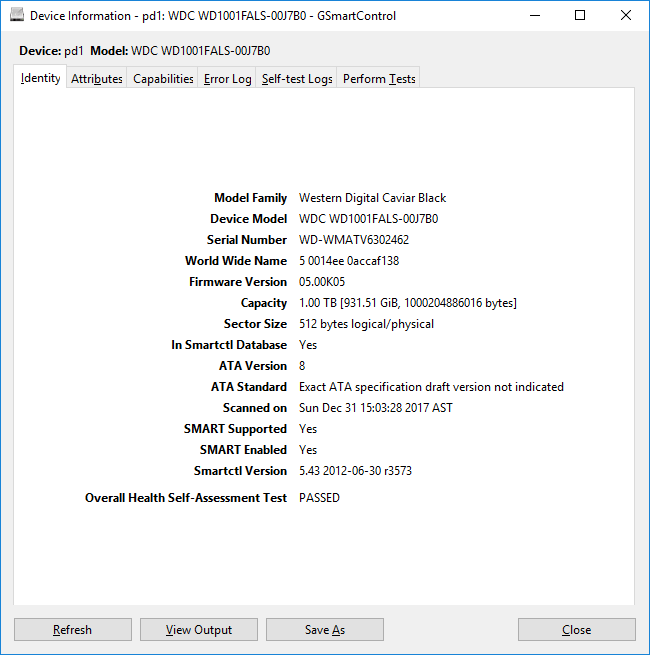 Device Information - pd1: WDC WD1001FALS-00J7B0 - GSmartControl
Device: pd1 Model: WDC WD1001FALS-00J7B0
Identity Attributes Capabilities Error Log Self-test Logs Perform Tests
Model Family Western Digital Caviar Black
Device Model WDC WD1001FALS-00J7B0
Serial Number WD-WMATV6302462
World Wide Name 5 0014ee 0accaf138
Firmware Version 05.00K05
Capacity 1.00 TB [931.51 GiB, 1000204886016 bytes]
Sector Size 512 bytes logical/physical
In Smartctl Database Yes
ATA Version 8
ATA Standard Exact ATA specification draft version not indicated
Scanned on Sun Dec 31 15:03:28 2017 AST
SMART Supported Yes
SMART Enabled Yes
Smartctl Version 5.43 2012-06-30 r3573
Overall Health Self-Assessment Test PASSED
Refresh View Output Save As Close